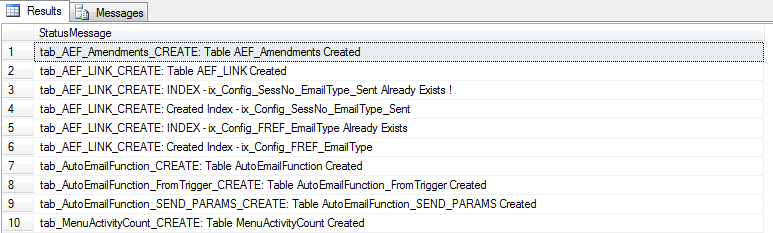 Results Messages
StatusMessage
1 tab_AEF_Amendments_CREATE: Table AEF_Amendments Created
2 tab_AEF_LINK_CREATE: Table AEF_LINK Created
3 tab_AEF_LINK_CREATE: INDEX - ix_Config_SessNo_EmailType_Sent Already Exists !
4 tab_AEF_LINK_CREATE: Created Index - ix_Config_SessNo_EmailType_Sent
5 tab_AEF_LINK_CREATE: INDEX - ix_Config_FREF_EmailType Already Exists
6 tab_AEF_LINK_CREATE: Created Index - ix_Config_FREF_EmailType
7 tab_AutoEmailFunction_CREATE: Table AutoEmailFunction Created
8 tab_AutoEmailFunction_FromTrigger_CREATE: Table AutoEmailFunction_FromTrigger Created
9 tab_AutoEmailFunction_SEND_PARAMS_CREATE: Table AutoEmailFunction_SEND_PARAMS Created
10 tab_MenuActivityCount_CREATE: Table MenuActivityCount Created